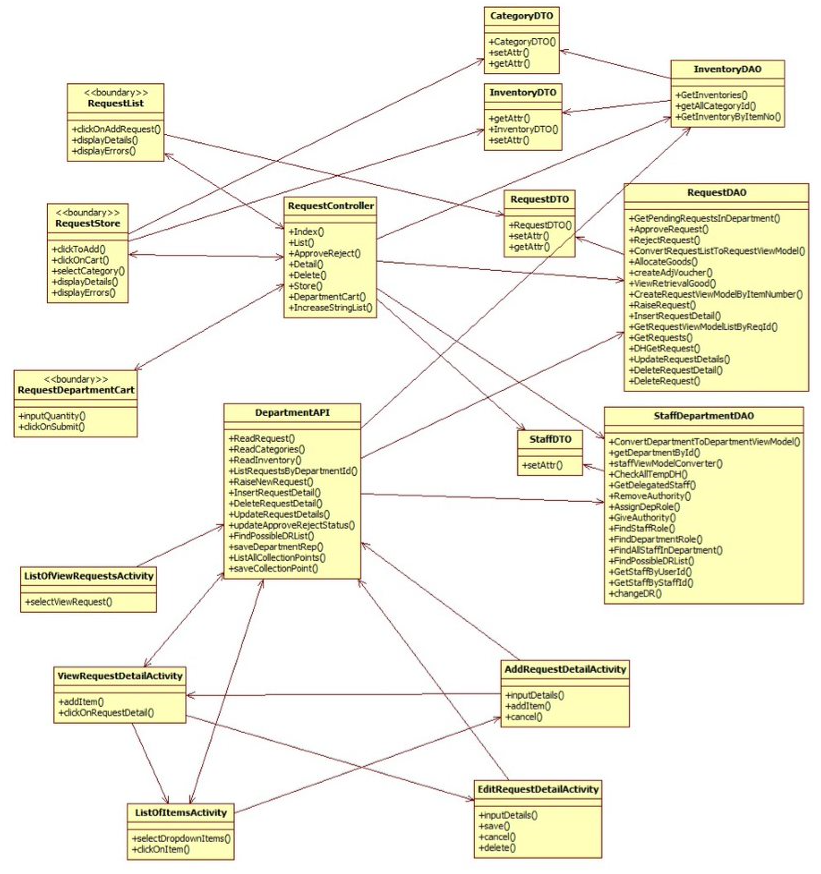 CategoryDTO
+CategoryDTO()
+setAttr()
+getAttr()
InventoryDAO
+GetInventories()
+getAllCategoryId()
+GetInventoryByItemNo()
<<boundary>>
RequestList
+clickOnAddRequest()
+displayDetails()
+displayErrors()
InventoryDTO
+getAttr()
+InventoryDTO()
+setAttr()
RequestDTO
+RequestDTO()
+setAttr()
+getAttr()
RequestDAO
+GetPendingRequestsInDepartment()
+ApproveRequest()
+RejectRequest()
+ConvertRequestListToRequestViewModel()
+AllocateGoods()
+createAdjVoucher()
+ViewRetrievalGood()
+CreateRequestViewModelByItemNumber()
+RaiseRequest()
+InsertRequestDetail()
+GetRequestViewModelListByReqId()
+GetRequests()
+DHGetRequest()
+UpdateRequestDetails()
+DeleteRequestDetail()
+DeleteRequest()
<<boundary>>
RequestStore
+clickToAdd()
+clickOnCart()
+selectCategory()
+displayDetails()
+displayErrors()
RequestController
+Index()
+List()
+ApproveReject()
+Detail()
+Delete()
+Store()
+DepartmentCart()
+IncreaseStringList()
<<boundary>>
RequestDepartmentCart
+inputQuantity()
+clickOnSubmit()
DepartmentAPI
+ReadRequest()
+ReadCategories()
+ReadInventory()
+ListRequestsByDepartmentId()
+RaiseNewRequest()
+InsertRequestDetail()
+DeleteRequestDetail()
+UpdateRequestDetails()
+updateApproveRejectStatus()
+FindPossibleDRList()
+saveDepartmentRep()
+ListAllCollectionPoints()
+saveCollectionPoint()
StaffDTO
+setAttr()
StaffDepartmentDAO
+ConvertDepartmentToDepartmentViewModel()
+getDepartmentById()
+staffViewModelConverter()
+CheckAllTempDH()
+GetDelegatedStaff()
+RemoveAuthority()
+AssignDepRole()
+GiveAuthority()
+FindStaffRole()
+FindDepartmentRole()
+FindAllStaffInDepartment()
+FindPossibleDRList()
+GetStaffByUserId()
+GetStaffByStaffId()
+changeDR()
ListOfViewRequestsActivity
+selectViewRequest()
ViewRequestDetailActivity
+addItem()
+clickOnRequestDetail()
AddRequestDetailActivity
+inputDetails()
+addItem()
+cancel()
ListOfItemsActivity
+selectDropdownItems()
+clickOnItem()
EditRequestDetailActivity
+inputDetails()
+save()
+cancel()
+delete()